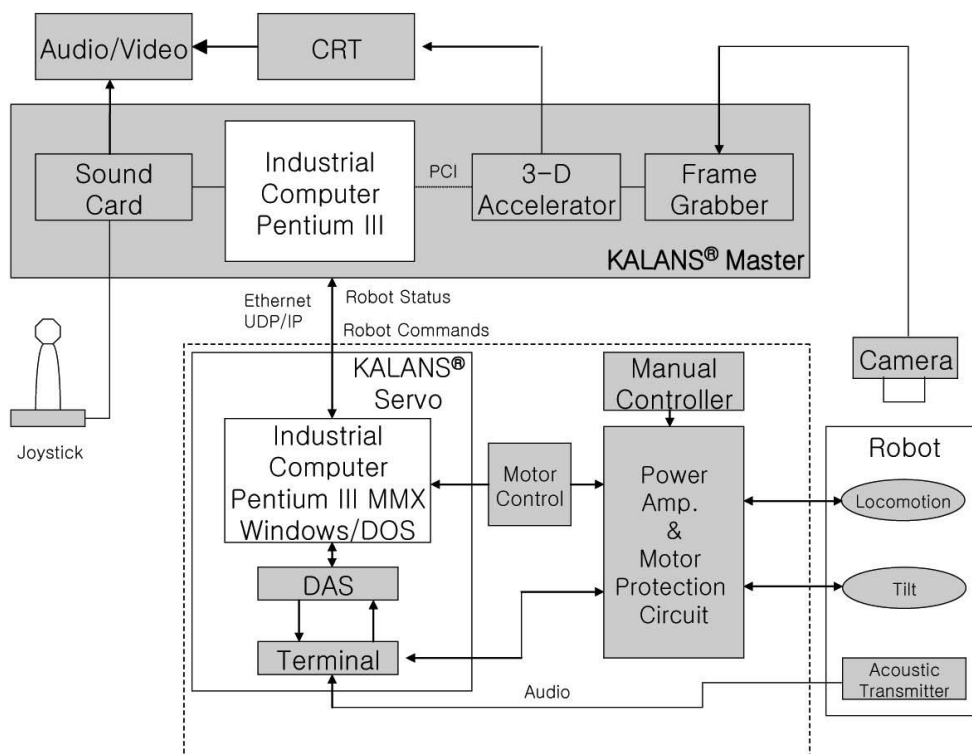 Audio/Video
CRT
Sound
Card
Industrial
Computer
Pentium III
PCI
3-D
Accelerator
Frame
Grabber
KALANS® Master
Ethernet
UDP/IP
Robot Status
Robot Commands
Joystick
KALANS®
Servo
Industrial
Computer
Pentium III MMX
Windows/DOS
DAS
Terminal
Motor
Control
Manual
Controller
Power
Amp.
&
Motor
Protection
Circuit
Camera
Robot
Locomotion
Tilt
Acoustic
Transmitter
Audio